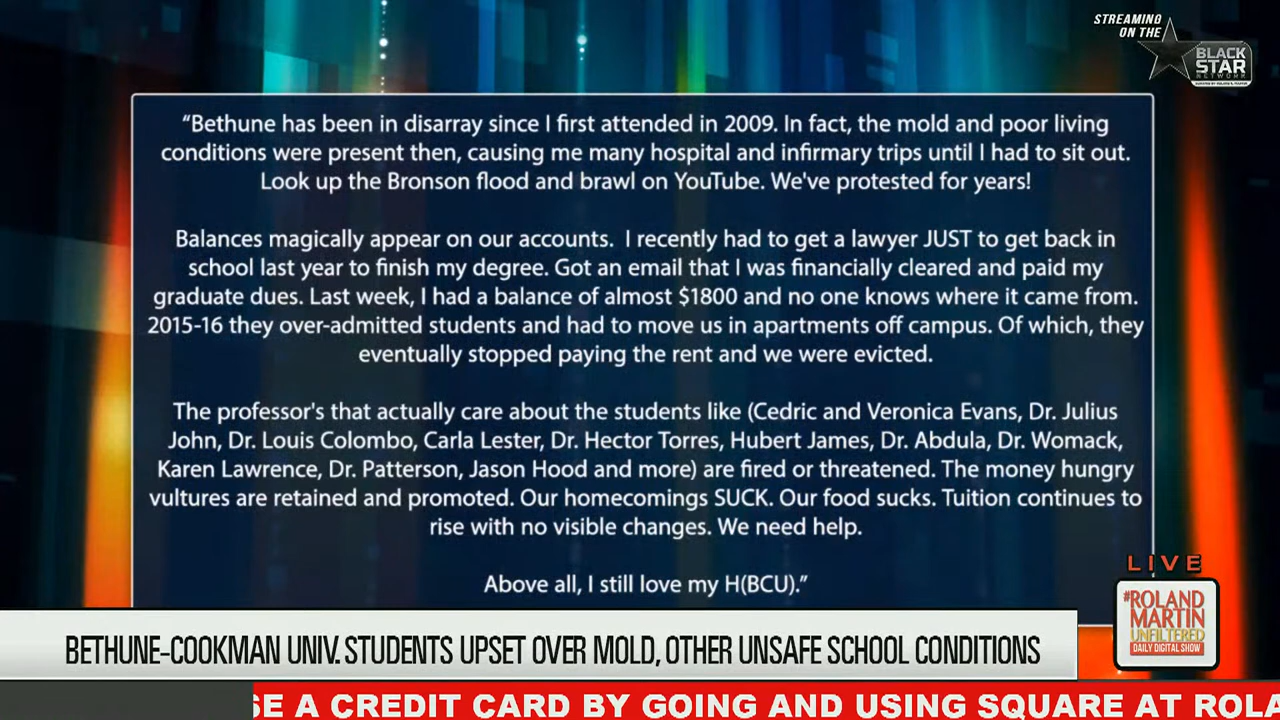 STREAMING
ON THE
BLACK
STAR
NETWORK
“Bethune has been in disarray since I first attended in 2009. In fact, the mold and poor living
conditions were present then, causing me many hospital and infirmary trips until I had to sit out.
Look up the Bronson flood and brawl on YouTube. We've protested for years!
Balances magically appear on our accounts.  I recently had to get a lawyer JUST to get back in
school last year to finish my degree. Got an email that I was financially cleared and paid my
graduate dues. Last week, I had a balance of almost $1800 and no one knows where it came from.
2015-16 they over-admitted students and had to move us in apartments off campus. Of which, they
eventually stopped paying the rent and we were evicted.
The professor's that actually care about the students like (Cedric and Veronica Evans, Dr. Julius
John, Dr. Louis Colombo, Carla Lester, Dr. Hector Torres, Hubert James, Dr. Abdula, Dr. Womack,
Karen Lawrence, Dr. Patterson, Jason Hood and more) are fired or threatened. The money hungry
vultures are retained and promoted. Our homecomings SUCK. Our food sucks. Tuition continues to
rise with no visible changes. We need help.
Above all, I still love my H(BCU).”
LIVE
#ROLAND
MARTIN
UNFILTERED
DAILY DIGITAL SHOW
BETHUNE-COOKMAN UNIV. STUDENTS UPSET OVER MOLD, OTHER UNSAFE SCHOOL CONDITIONS
SE A CREDIT CARD BY GOING AND USING SQUARE AT ROLA